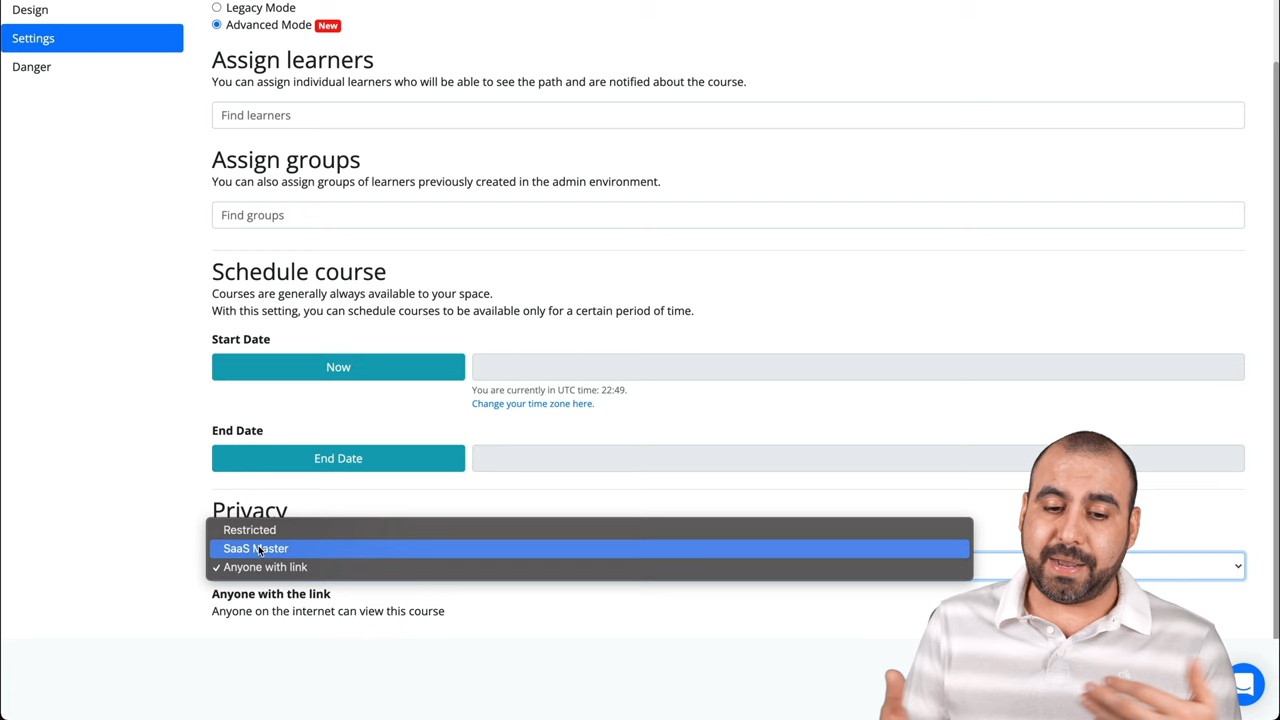 Design
Settings
Danger
Legacy Mode
Advanced Mode New
Assign learners
You can assign individual learners who will be able to see the path and are notified about the course.
Find learners
Assign groups
You can also assign groups of learners previously created in the admin environment.
Find groups
Schedule course
Courses are generally always available to your space.
With this setting, you can schedule courses to be available only for a certain period of time.
Start Date
Now
You are currently in UTC time: 22:49.
Change your time zone here.
End Date
End Date
Privacy
Restricted
SaaS Master
✓ Anyone with link
Anyone with the link
Anyone on the internet can view this course